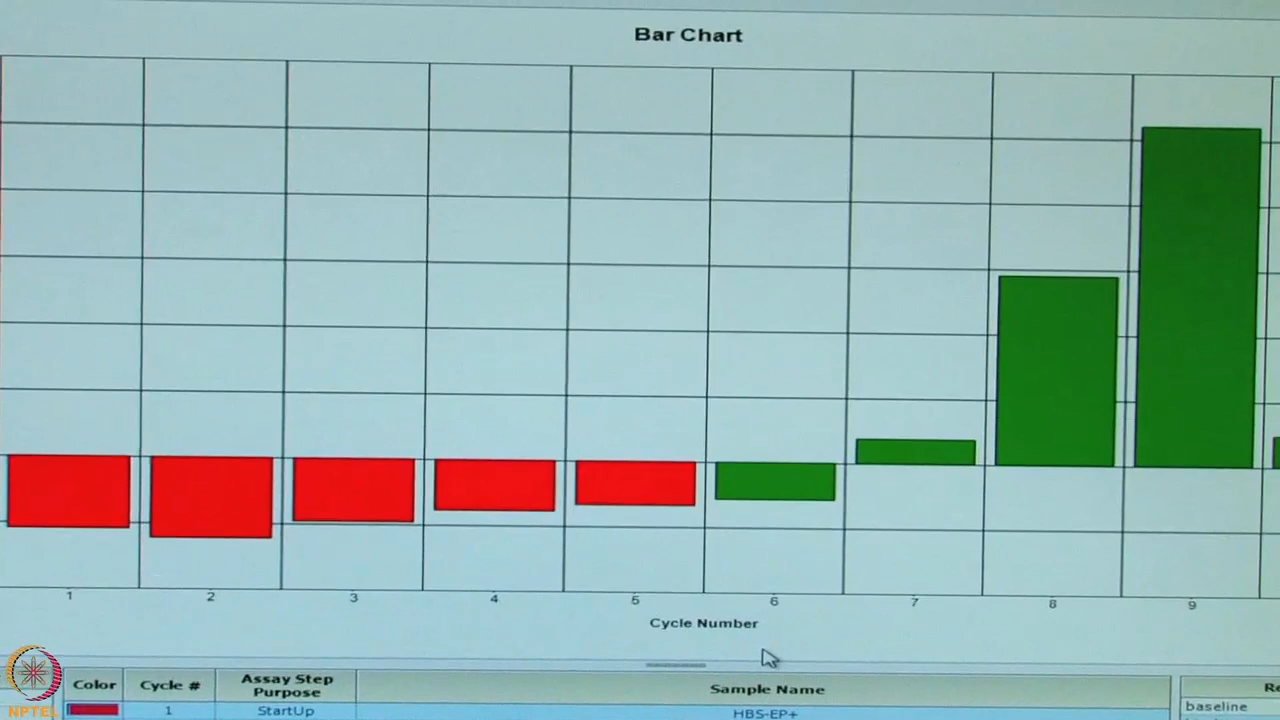 Bar Chart
1 2 3 4 5 6 7 8 9
Cycle Number
Color Cycle # Assay Step Purpose Sample Name
1 StartUp HBS-EP+ baseline
NPTEL